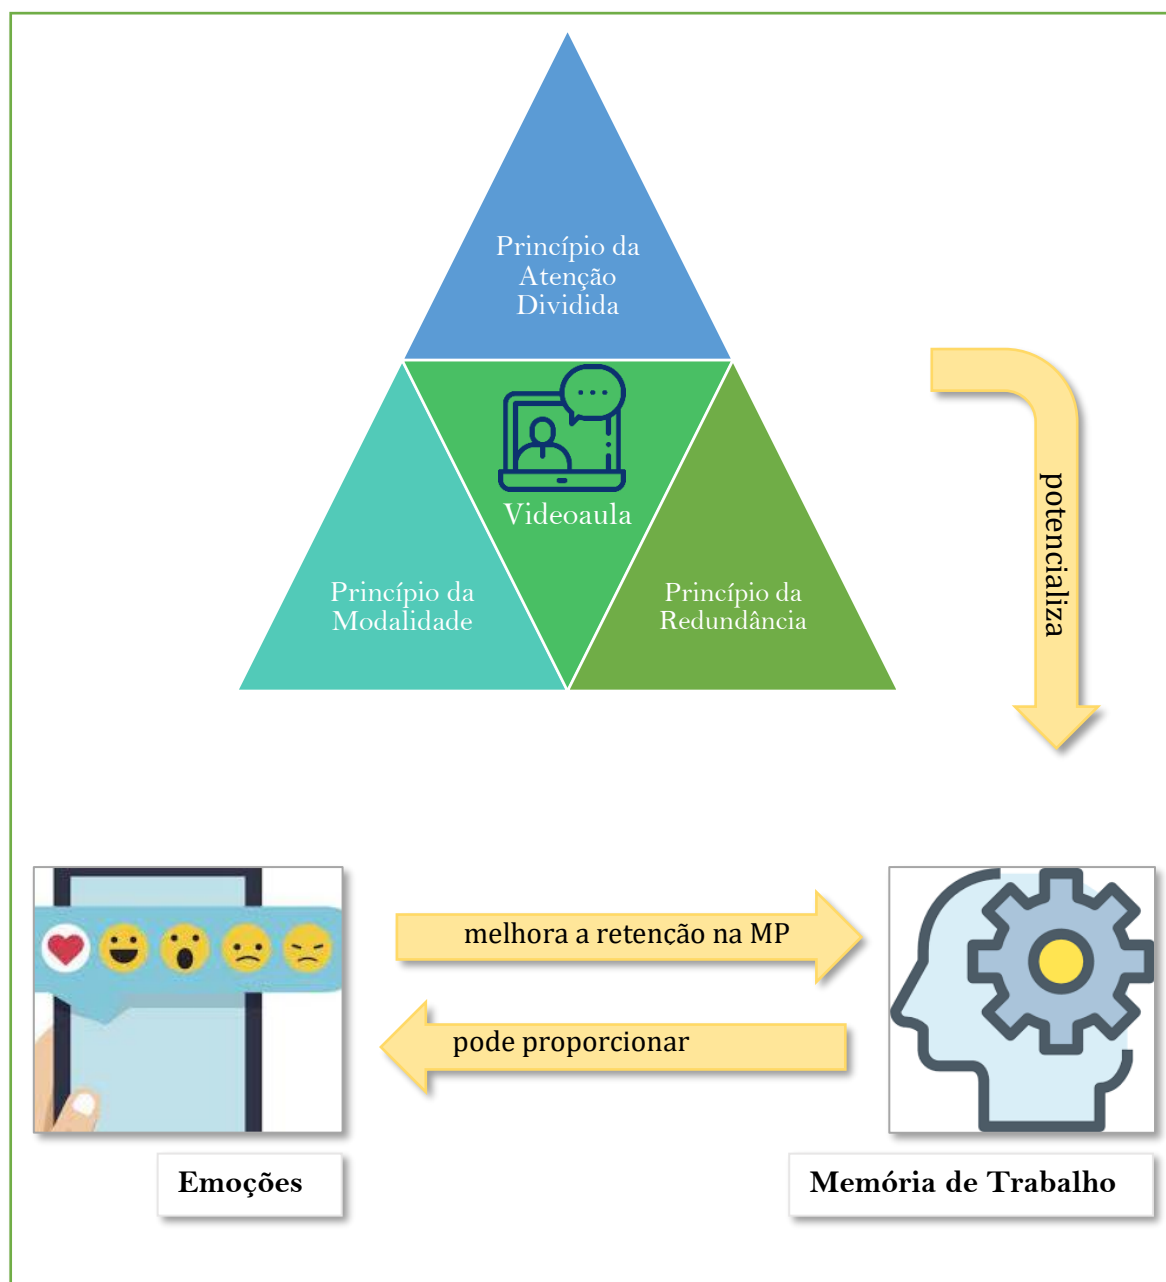 Princípio da
Atenção
Dividida
Videoaula
Princípio da
Modalidade
Princípio da
Redundância
potencializa
melhora a retenção na MP
pode proporcionar
Emoções
Memória de Trabalho